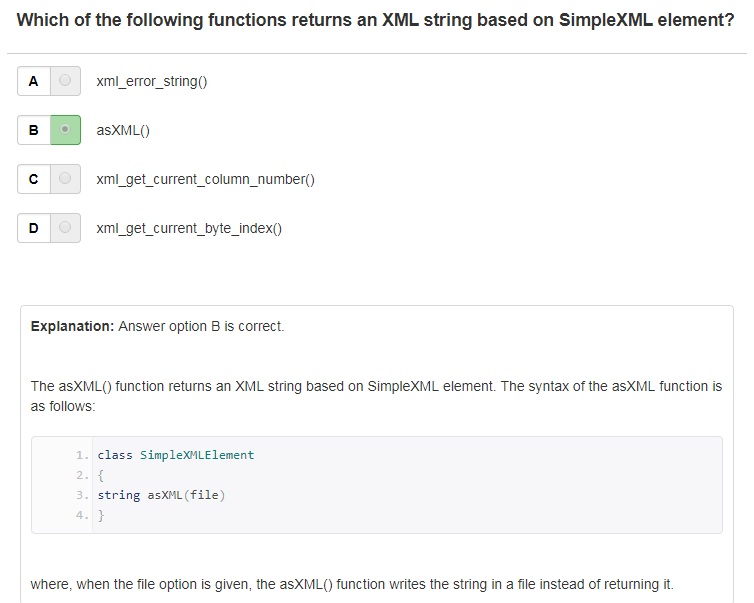 Which of the following functions returns an XML string based on SimpleXML element?
A xml_error_string()
B asXML()
C xml_get_current_column_number()
D xml_get_current_byte_index()
Explanation: Answer option B is correct.
The asXML() function returns an XML string based on SimpleXML element. The syntax of the asXML function is
as follows:
1. class SimpleXMLElement
2. {
3. string asXML(file)
4. }
where, when the file option is given, the asXML() function writes the string in a file instead of returning it.